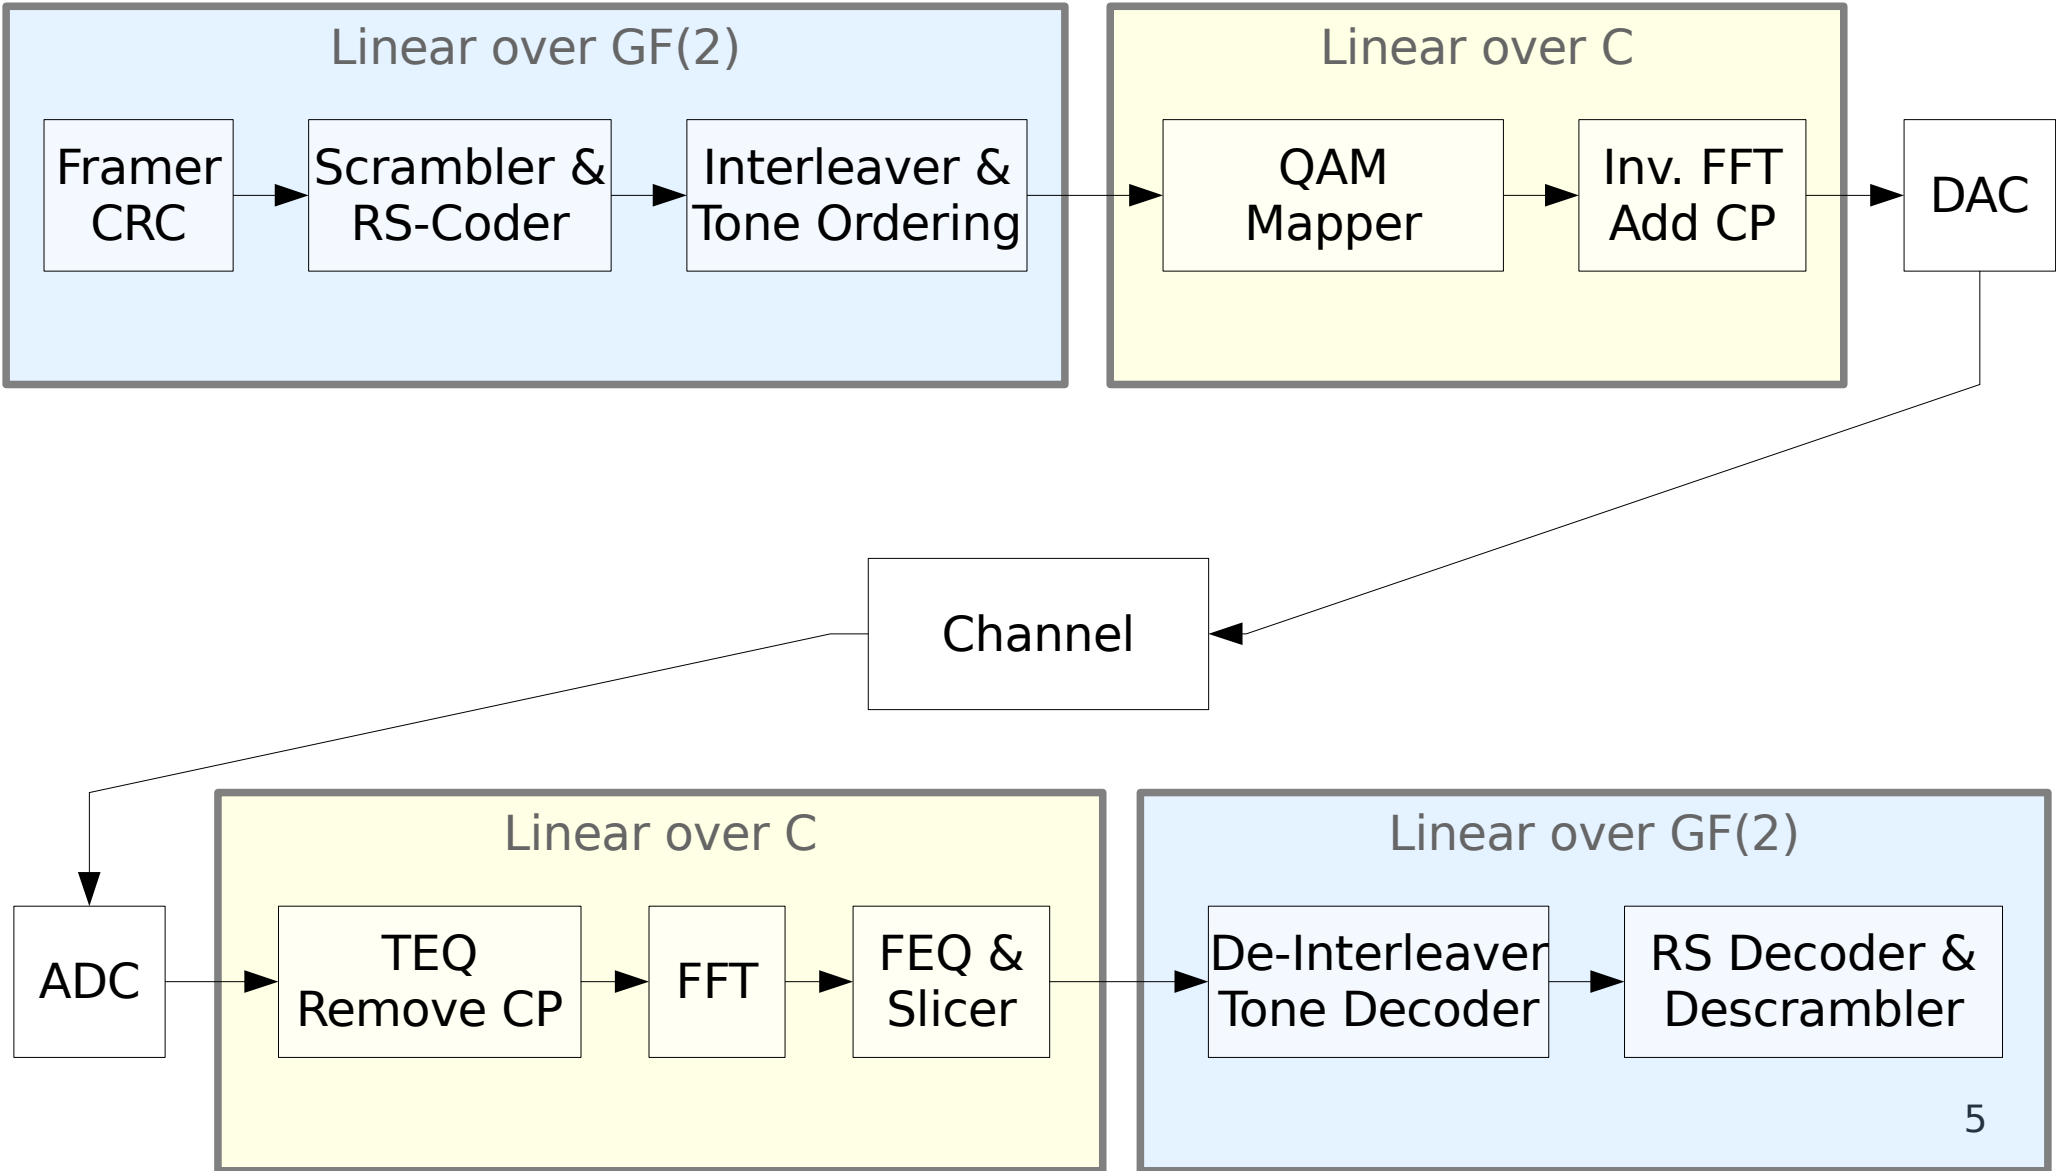 Linear over GF(2)
Framer
CRC
Scrambler &
RS-Coder
Interleaver &
Tone Ordering
Linear over C
QAM
Mapper
Inv. FFT
Add CP
DAC
Channel
ADC
Linear over C
TEQ
Remove CP
FFT
FEQ &
Slicer
Linear over GF(2)
De-Interleaver
Tone Decoder
RS Decoder &
Descrambler
5